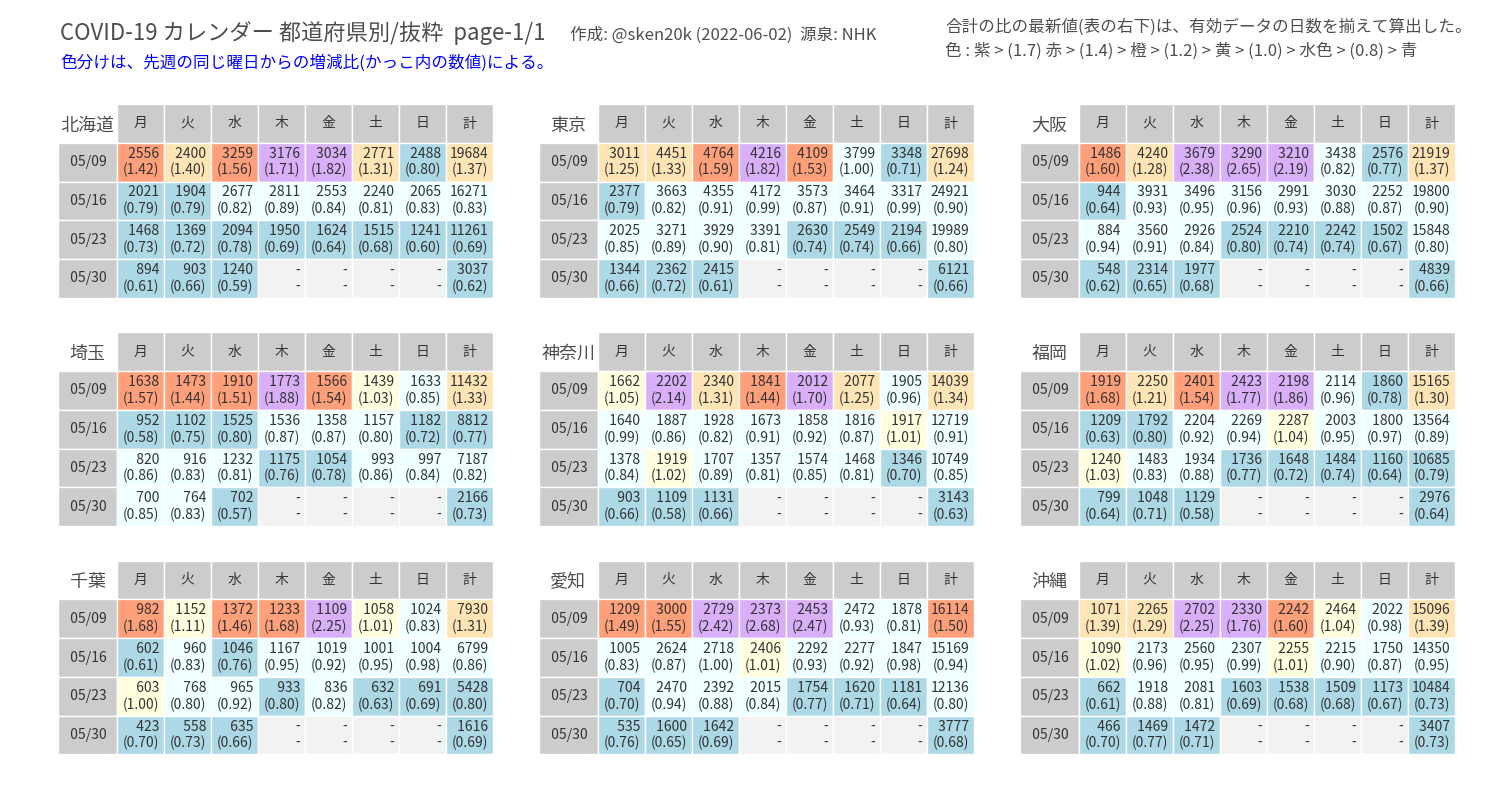 COVID-19 カレンダー 都道府県別/抜粋 page-1/1 作成: @sken20k (2022-06-02) 源泉: NHK
合計の比の最新値(表の右下)は、有効データの日数を揃えて算出した。
色分けは、先週の同じ曜日からの増減比(かっこ内の数値)による。
色 : 紫 > (1.7) 赤 > (1.4) > 橙 > (1.2) > 黄 > (1.0) > 水色 > (0.8) > 青
北海道 月 火 水 木 金 土 日 計
05/09 2556 2400 3259 3176 3034 2771 2488 19684
(1.42) (1.40) (1.56) (1.71) (1.82) (1.31) (0.80) (1.37)
05/16 2021 1904 2677 2811 2553 2240 2065 16271
(0.79) (0.79) (0.82) (0.89) (0.84) (0.81) (0.83) (0.83)
05/23 1468 1369 2094 1950 1624 1515 1241 11261
(0.73) (0.72) (0.78) (0.69) (0.64) (0.68) (0.60) (0.69)
05/30 894 903 1240 - - - - 3037
(0.61) (0.66) (0.59) - - - - (0.62)
東京 月 火 水 木 金 土 日 計
05/09 3011 4451 4764 4216 4109 3799 3348 27698
(1.25) (1.33) (1.59) (1.82) (1.53) (1.00) (0.71) (1.24)
05/16 2377 3663 4355 4172 3573 3464 3317 24921
(0.79) (0.82) (0.91) (0.99) (0.87) (0.91) (0.99) (0.90)
05/23 2025 3271 3929 3391 2630 2549 2194 19989
(0.85) (0.89) (0.90) (0.81) (0.74) (0.74) (0.66) (0.80)
05/30 1344 2362 2415 - - - - 6121
(0.66) (0.72) (0.61) - - - - (0.66)
大阪 月 火 水 木 金 土 日 計
05/09 1486 4240 3679 3290 3210 3438 2576 21919
(1.60) (1.28) (2.38) (2.65) (2.19) (0.82) (0.77) (1.37)
05/16 944 3931 3496 3156 2991 3030 2252 19800
(0.64) (0.93) (0.95) (0.96) (0.93) (0.88) (0.87) (0.90)
05/23 884 3560 2926 2524 2210 2242 1502 15848
(0.94) (0.91) (0.84) (0.80) (0.74) (0.74) (0.67) (0.80)
05/30 548 2314 1977 - - - - 4839
(0.62) (0.65) (0.68) - - - - (0.66)
埼玉 月 火 水 木 金 土 日 計
05/09 1638 1473 1910 1773 1566 1439 1633 11432
(1.57) (1.44) (1.51) (1.88) (1.54) (1.03) (0.85) (1.33)
05/16 952 1102 1525 1536 1358 1157 1182 8812
(0.58) (0.75) (0.80) (0.87) (0.87) (0.80) (0.72) (0.77)
05/23 820 916 1232 1175 1054 993 997 7187
(0.86) (0.83) (0.81) (0.76) (0.78) (0.86) (0.84) (0.82)
05/30 700 764 702 - - - - 2166
(0.85) (0.83) (0.57) - - - - (0.73)
神奈川 月 火 水 木 金 土 日 計
05/09 1662 2202 2340 1841 2012 2077 1905 14039
(1.05) (2.14) (1.31) (1.44) (1.70) (1.25) (0.96) (1.34)
05/16 1640 1887 1928 1673 1858 1816 1917 12719
(0.99) (0.86) (0.82) (0.91) (0.92) (0.87) (1.01) (0.91)
05/23 1378 1919 1707 1357 1574 1468 1346 10749
(0.84) (1.02) (0.89) (0.81) (0.85) (0.81) (0.70) (0.85)
05/30 903 1109 1131 - - - - 3143
(0.66) (0.58) (0.66) - - - - (0.63)
福岡 月 火 水 木 金 土 日 計
05/09 1919 2250 2401 2423 2198 2114 1860 15165
(1.68) (1.21) (1.54) (1.77) (1.86) (0.96) (0.78) (1.30)
05/16 1209 1792 2204 2269 2287 2003 1800 13564
(0.63) (0.80) (0.92) (0.94) (1.04) (0.95) (0.97) (0.89)
05/23 1240 1483 1934 1736 1648 1484 1160 10685
(1.03) (0.83) (0.88) (0.77) (0.72) (0.74) (0.64) (0.79)
05/30 799 1048 1129 - - - - 2976
(0.64) (0.71) (0.58) - - - - (0.64)
千葉 月 火 水 木 金 土 日 計
05/09 982 1152 1372 1233 1109 1058 1024 7930
(1.68) (1.11) (1.46) (1.68) (2.25) (1.01) (0.83) (1.31)
05/16 602 960 1046 1167 1019 1001 1004 6799
(0.61) (0.83) (0.76) (0.95) (0.92) (0.95) (0.98) (0.86)
05/23 603 768 965 933 836 632 691 5428
(1.00) (0.80) (0.92) (0.80) (0.82) (0.63) (0.69) (0.80)
05/30 423 558 635 - - - - 1616
(0.70) (0.73) (0.66) - - - - (0.69)
愛知 月 火 水 木 金 土 日 計
05/09 1209 3000 2729 2373 2453 2472 1878 16114
(1.49) (1.55) (2.42) (2.68) (2.47) (0.93) (0.81) (1.50)
05/16 1005 2624 2718 2406 2292 2277 1847 15169
(0.83) (0.87) (1.00) (1.01) (0.93) (0.92) (0.98) (0.94)
05/23 704 2470 2392 2015 1754 1620 1181 12136
(0.70) (0.94) (0.88) (0.84) (0.77) (0.71) (0.64) (0.80)
05/30 535 1600 1642 - - - - 3777
(0.76) (0.65) (0.69) - - - - (0.68)
沖縄 月 火 水 木 金 土 日 計
05/09 1071 2265 2702 2330 2242 2464 2022 15096
(1.39) (1.29) (2.25) (1.76) (1.60) (1.04) (0.98) (1.39)
05/16 1090 2173 2560 2307 2255 2215 1750 14350
(1.02) (0.96) (0.95) (0.99) (1.01) (0.90) (0.87) (0.95)
05/23 662 1918 2081 1603 1538 1509 1173 10484
(0.61) (0.88) (0.81) (0.69) (0.68) (0.68) (0.67) (0.73)
05/30 466 1469 1472 - - - - 3407
(0.70) (0.77) (0.71) - - - - (0.73)